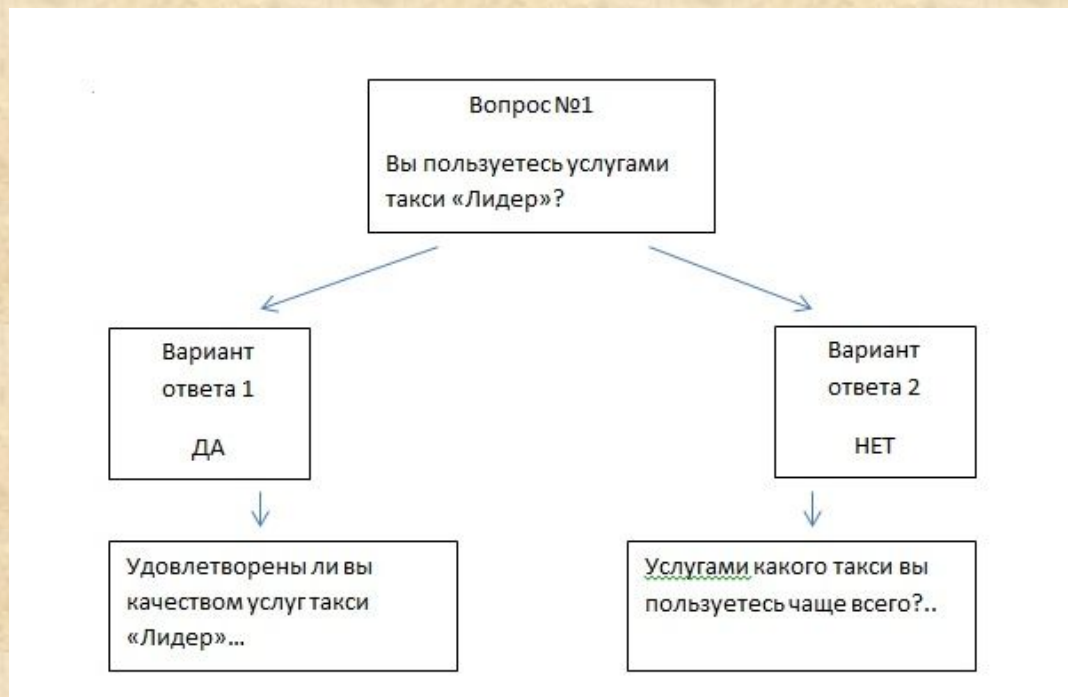 Вопрос №1
Вы пользуетесь услугами
такси «Лидер»?
Вариант
ответа 1
ДА
Вариант
ответа 2
НЕТ
Удовлетворены ли вы
качеством услуг такси
«Лидер»...
Услугами какого такси вы
пользуетесь чаще всего?..